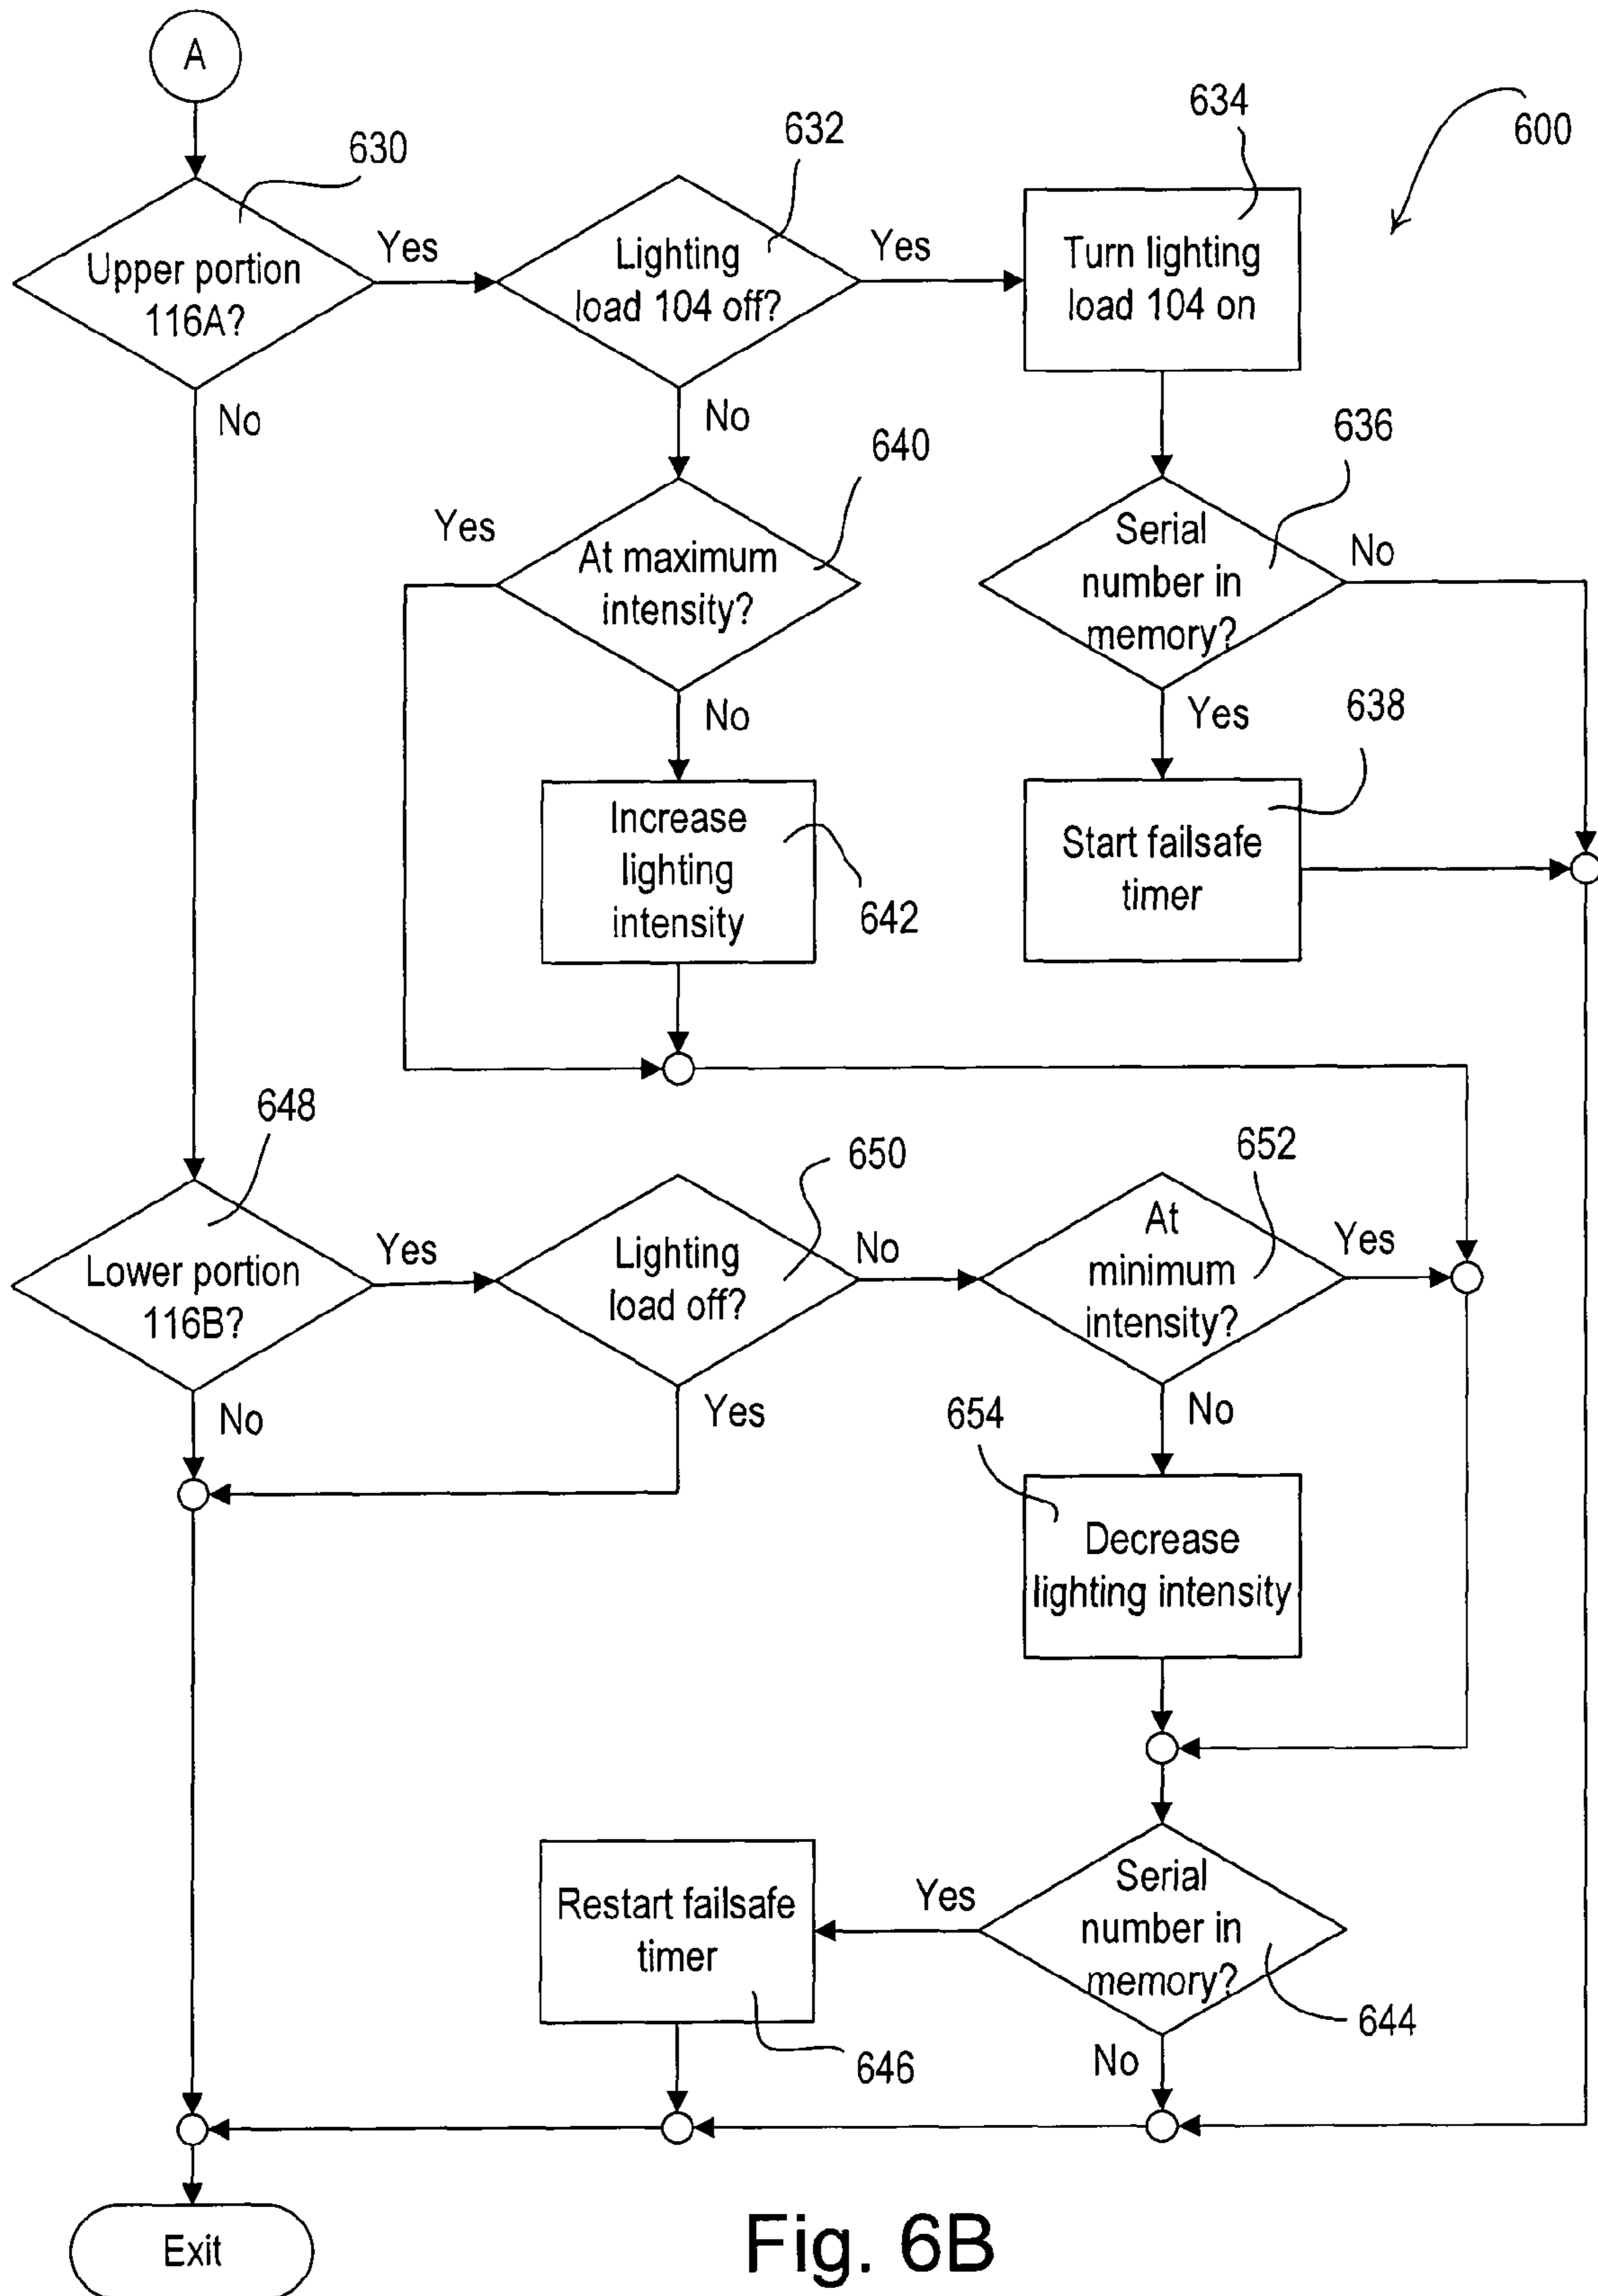 A
630
632
634
600
Upper portion
116A?
Yes
Lighting
load 104 off?
Yes
Turn lighting
load 104 on
No
No
640
636
Yes
At maximum
intensity?
Serial
number in
memory?
No
No
Yes
638
Increase
lighting
intensity
642
Start failsafe
timer
648
650
652
Lower portion
116B?
Yes
Lighting
load off?
No
At
minimum
intensity?
Yes
No
Yes
654
No
Decrease
lighting intensity
Restart failsafe
timer
646
Yes
Serial
number in
memory?
644
No
Exit
Fig. 6B